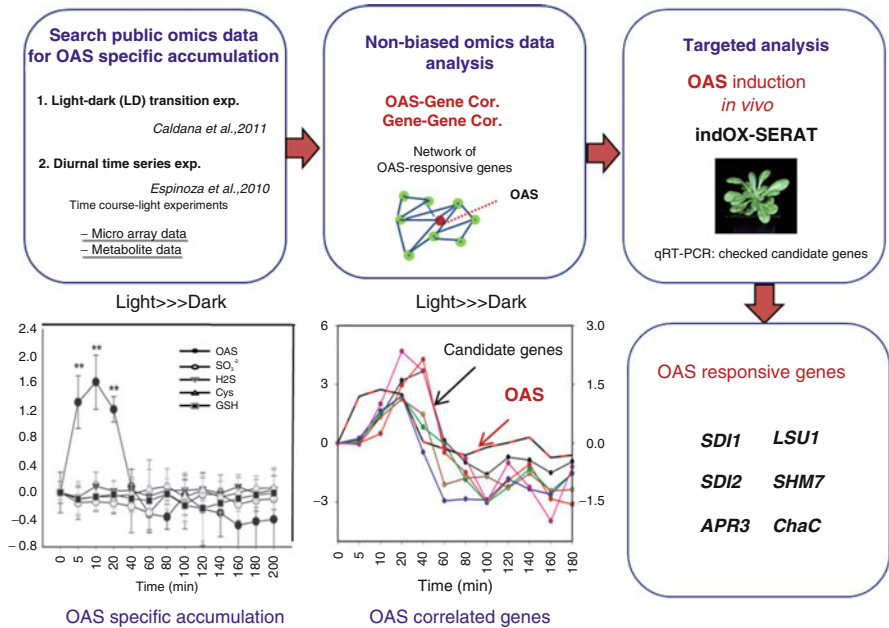 Search public omics data
for OAS specific accumulation
1. Light-dark (LD) transition exp.
Caldana et al.,2011
2. Diurnal time series exp.
Espinoza et al.,2010
Time course-light experiments
– Micro array data
– Metabolite data
Non-biased omics data
analysis
OAS-Gene Cor.
Gene-Gene Cor.
Network of
OAS-responsive genes
OAS
Targeted analysis
OAS induction
in vivo
indOX-SERAT
qRT-PCR: checked candidate genes
Light>>>Dark
2.4
2.0
1.6
1.2
0.8
0.4
0.0
–0.4
–0.8
**
**
**
OAS
SO₃⁻²
H2S
Cys
GSH
0 5 10 20 40 60 80 100 120 140 160 180 200
Time (min)
OAS specific accumulation
Light>>>Dark
6
3
0
–3
3.0
1.5
0.0
–1.5
Candidate genes
OAS
0 5 10 20 40 60 80 100 120 140 160 180
Time (min)
OAS correlated genes
OAS responsive genes
SDI1 LSU1
SDI2 SHM7
APR3 ChaC